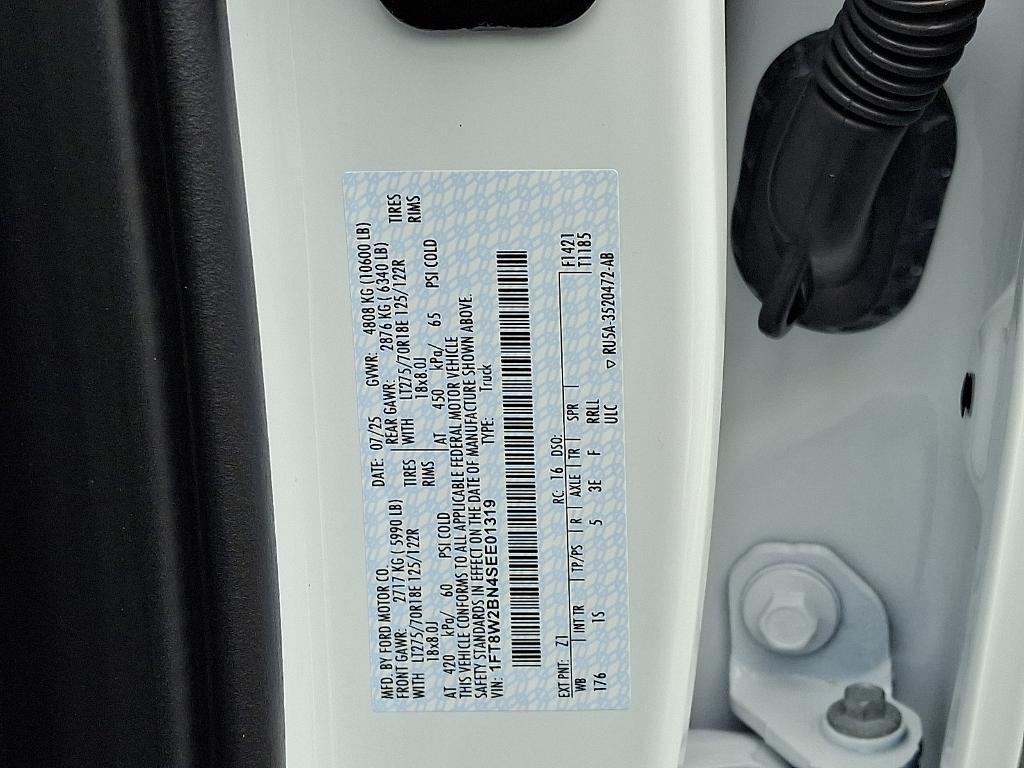 MFD. BY FORD MOTOR CO.
DATE: 07/25 GVWR: 4808 KG (10600 LB)
FRONT GAWR: 2717 KG ( 5990 LB)
REAR GAWR: 2876 KG ( 6340 LB)
WITH LT275/70R18E 125/122R TIRES
WITH LT275/70R18E 125/122R TIRES
18x8.0J RIMS
18x8.0J RIMS
AT 420 kPa/ 60 PSI COLD
AT 450 kPa/ 65 PSI COLD
THIS VEHICLE CONFORMS TO ALL APPLICABLE FEDERAL MOTOR VEHICLE
SAFETY STANDARDS IN EFFECT ON THE DATE OF MANUFACTURE SHOWN ABOVE.
VIN: 1FT8W2BN4SEE01319 TYPE: Truck
EXT PNT: Z1 RC: 16 DSO: F1421
WB INT TR TP/PS R AXLE TR SPR T1185
176 1S 5 3E F RRLL
ULC ▽ RU5A-3520472-AB